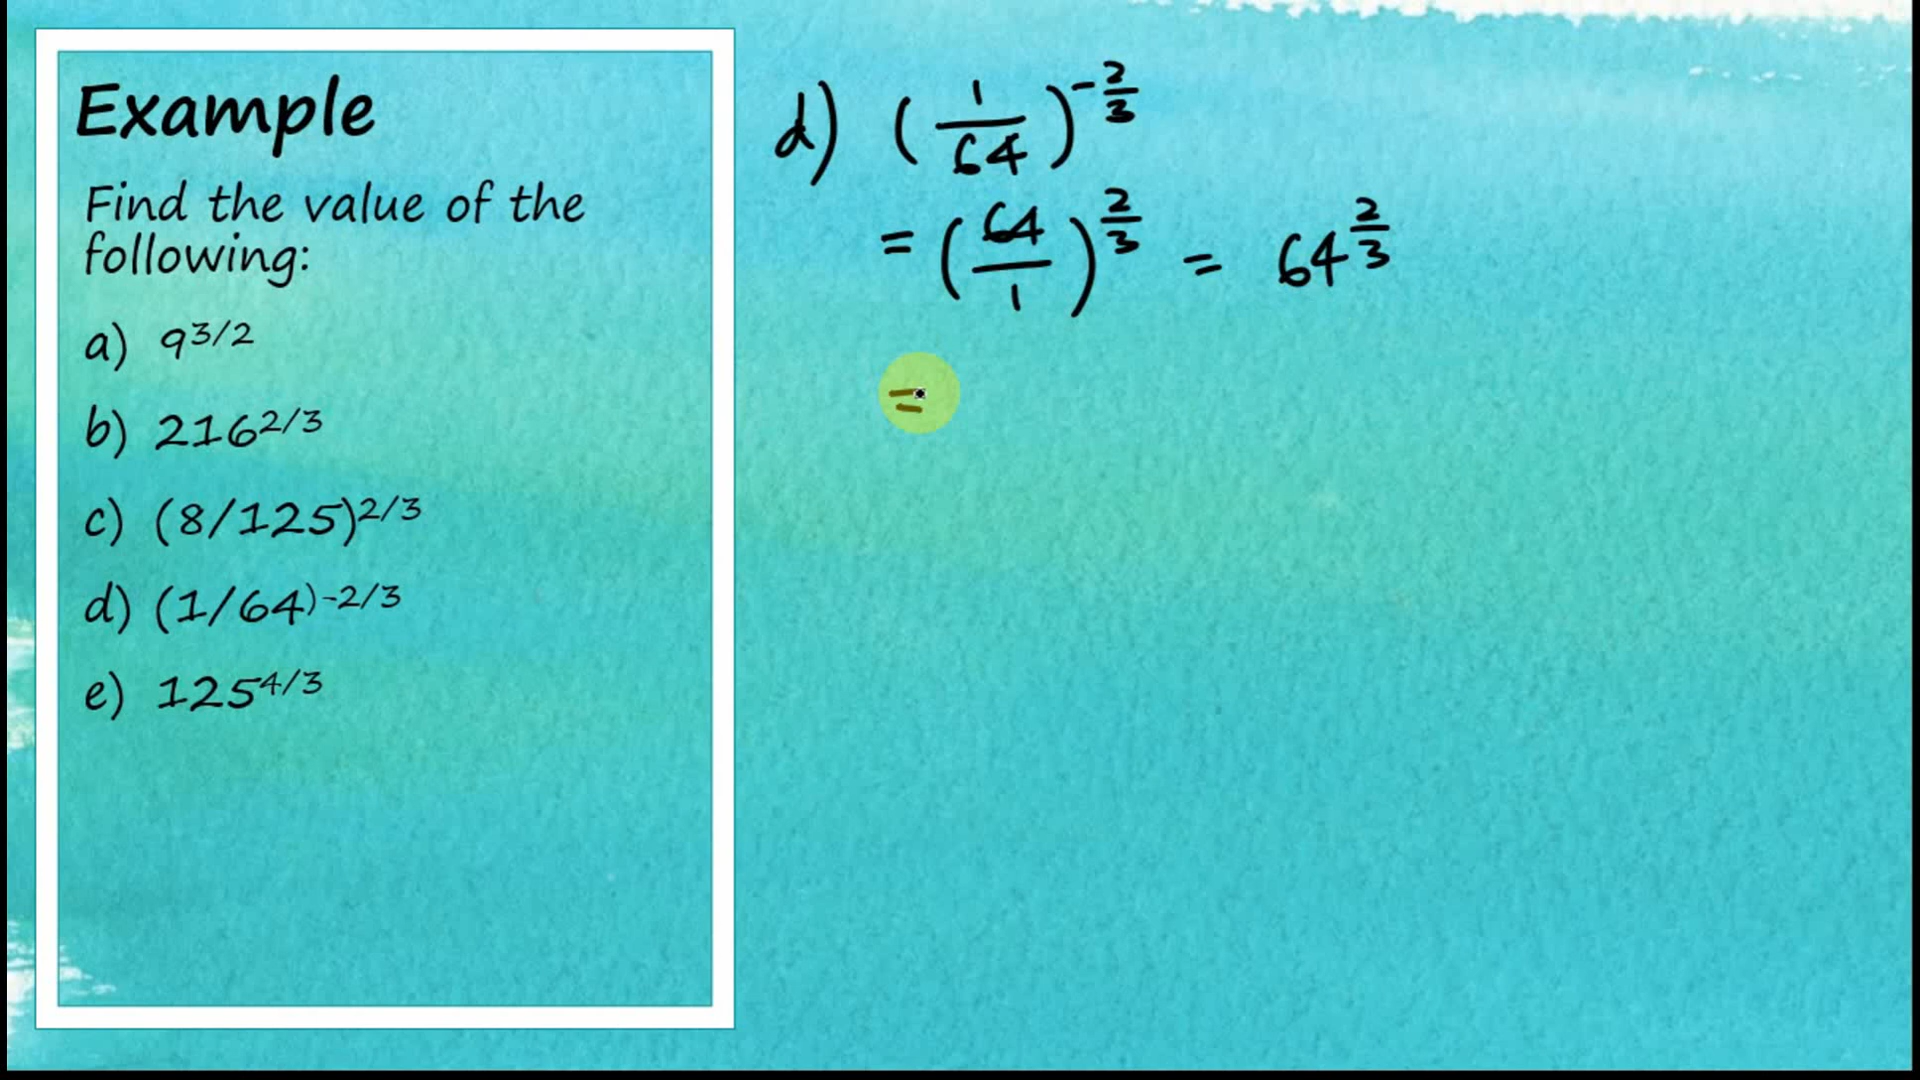 Example
Find the value of the
following:
a) 9^3/2
b) 216^2/3
c) (8/125)^2/3
d) (1/64)^-2/3
e) 125^4/3
d) (1/64)^-2/3
= (64/1)^2/3 = 64^2/3
=